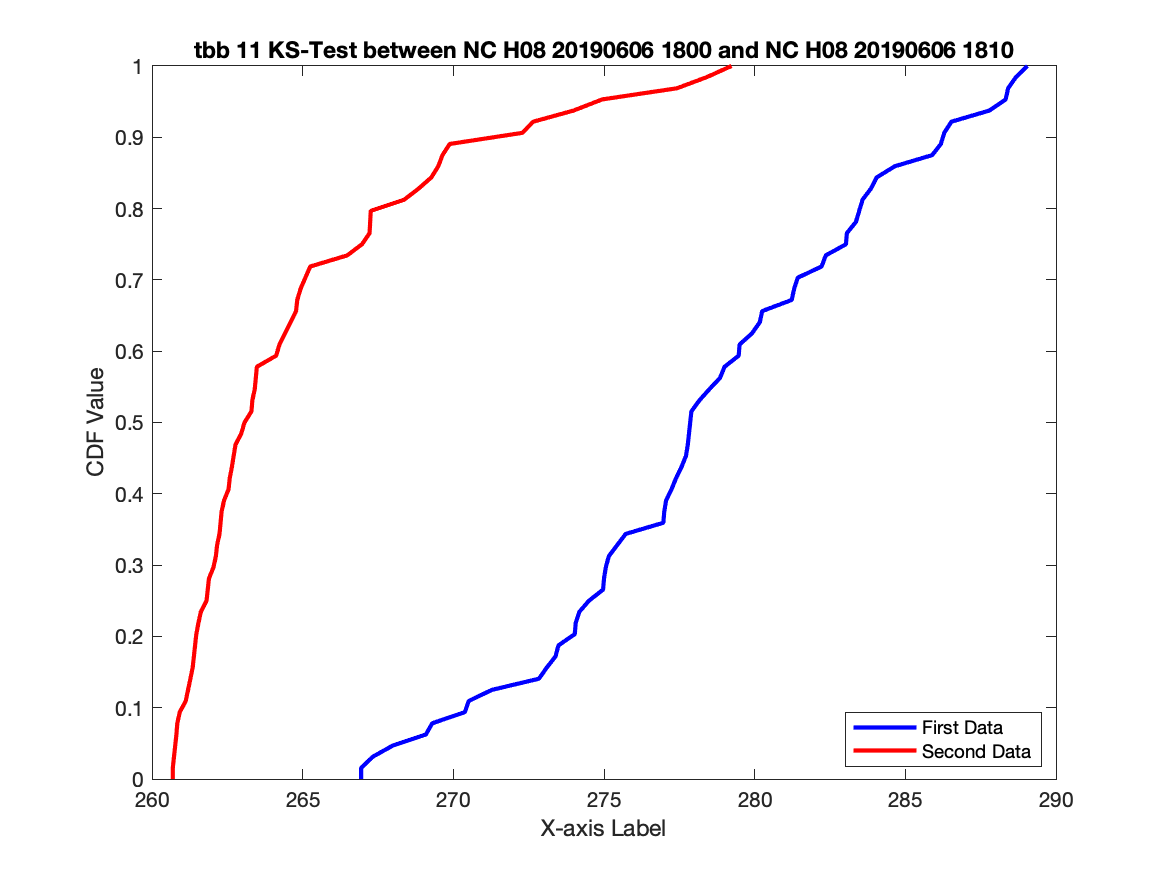 tbb 11 KS-Test between NC H08 20190606 1800 and NC H08 20190606 1810
1
0.9
0.8
0.7
0.6
0.5
0.4
0.3
0.2
0.1
0
CDF Value
First Data
Second Data
260 265 270 275 280 285 290
X-axis Label